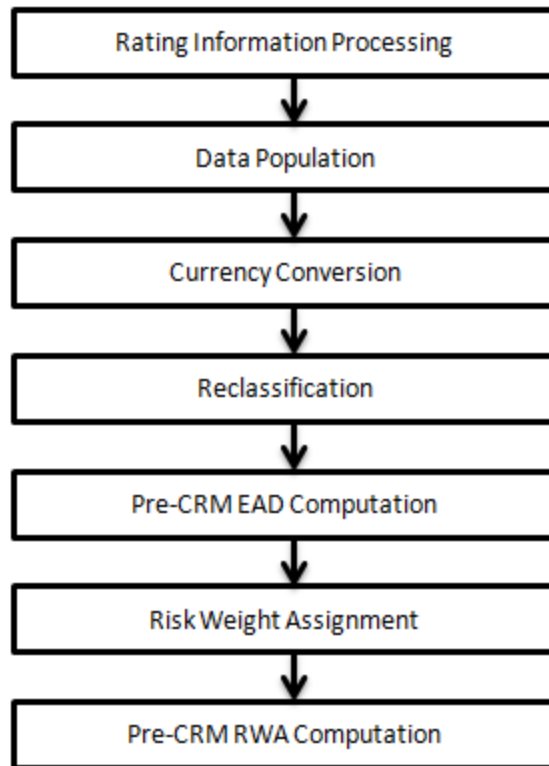 Rating Information Processing
Data Population
Currency Conversion
Reclassification
Pre-CRM EAD Computation
Risk Weight Assignment
Pre-CRM RWA Computation